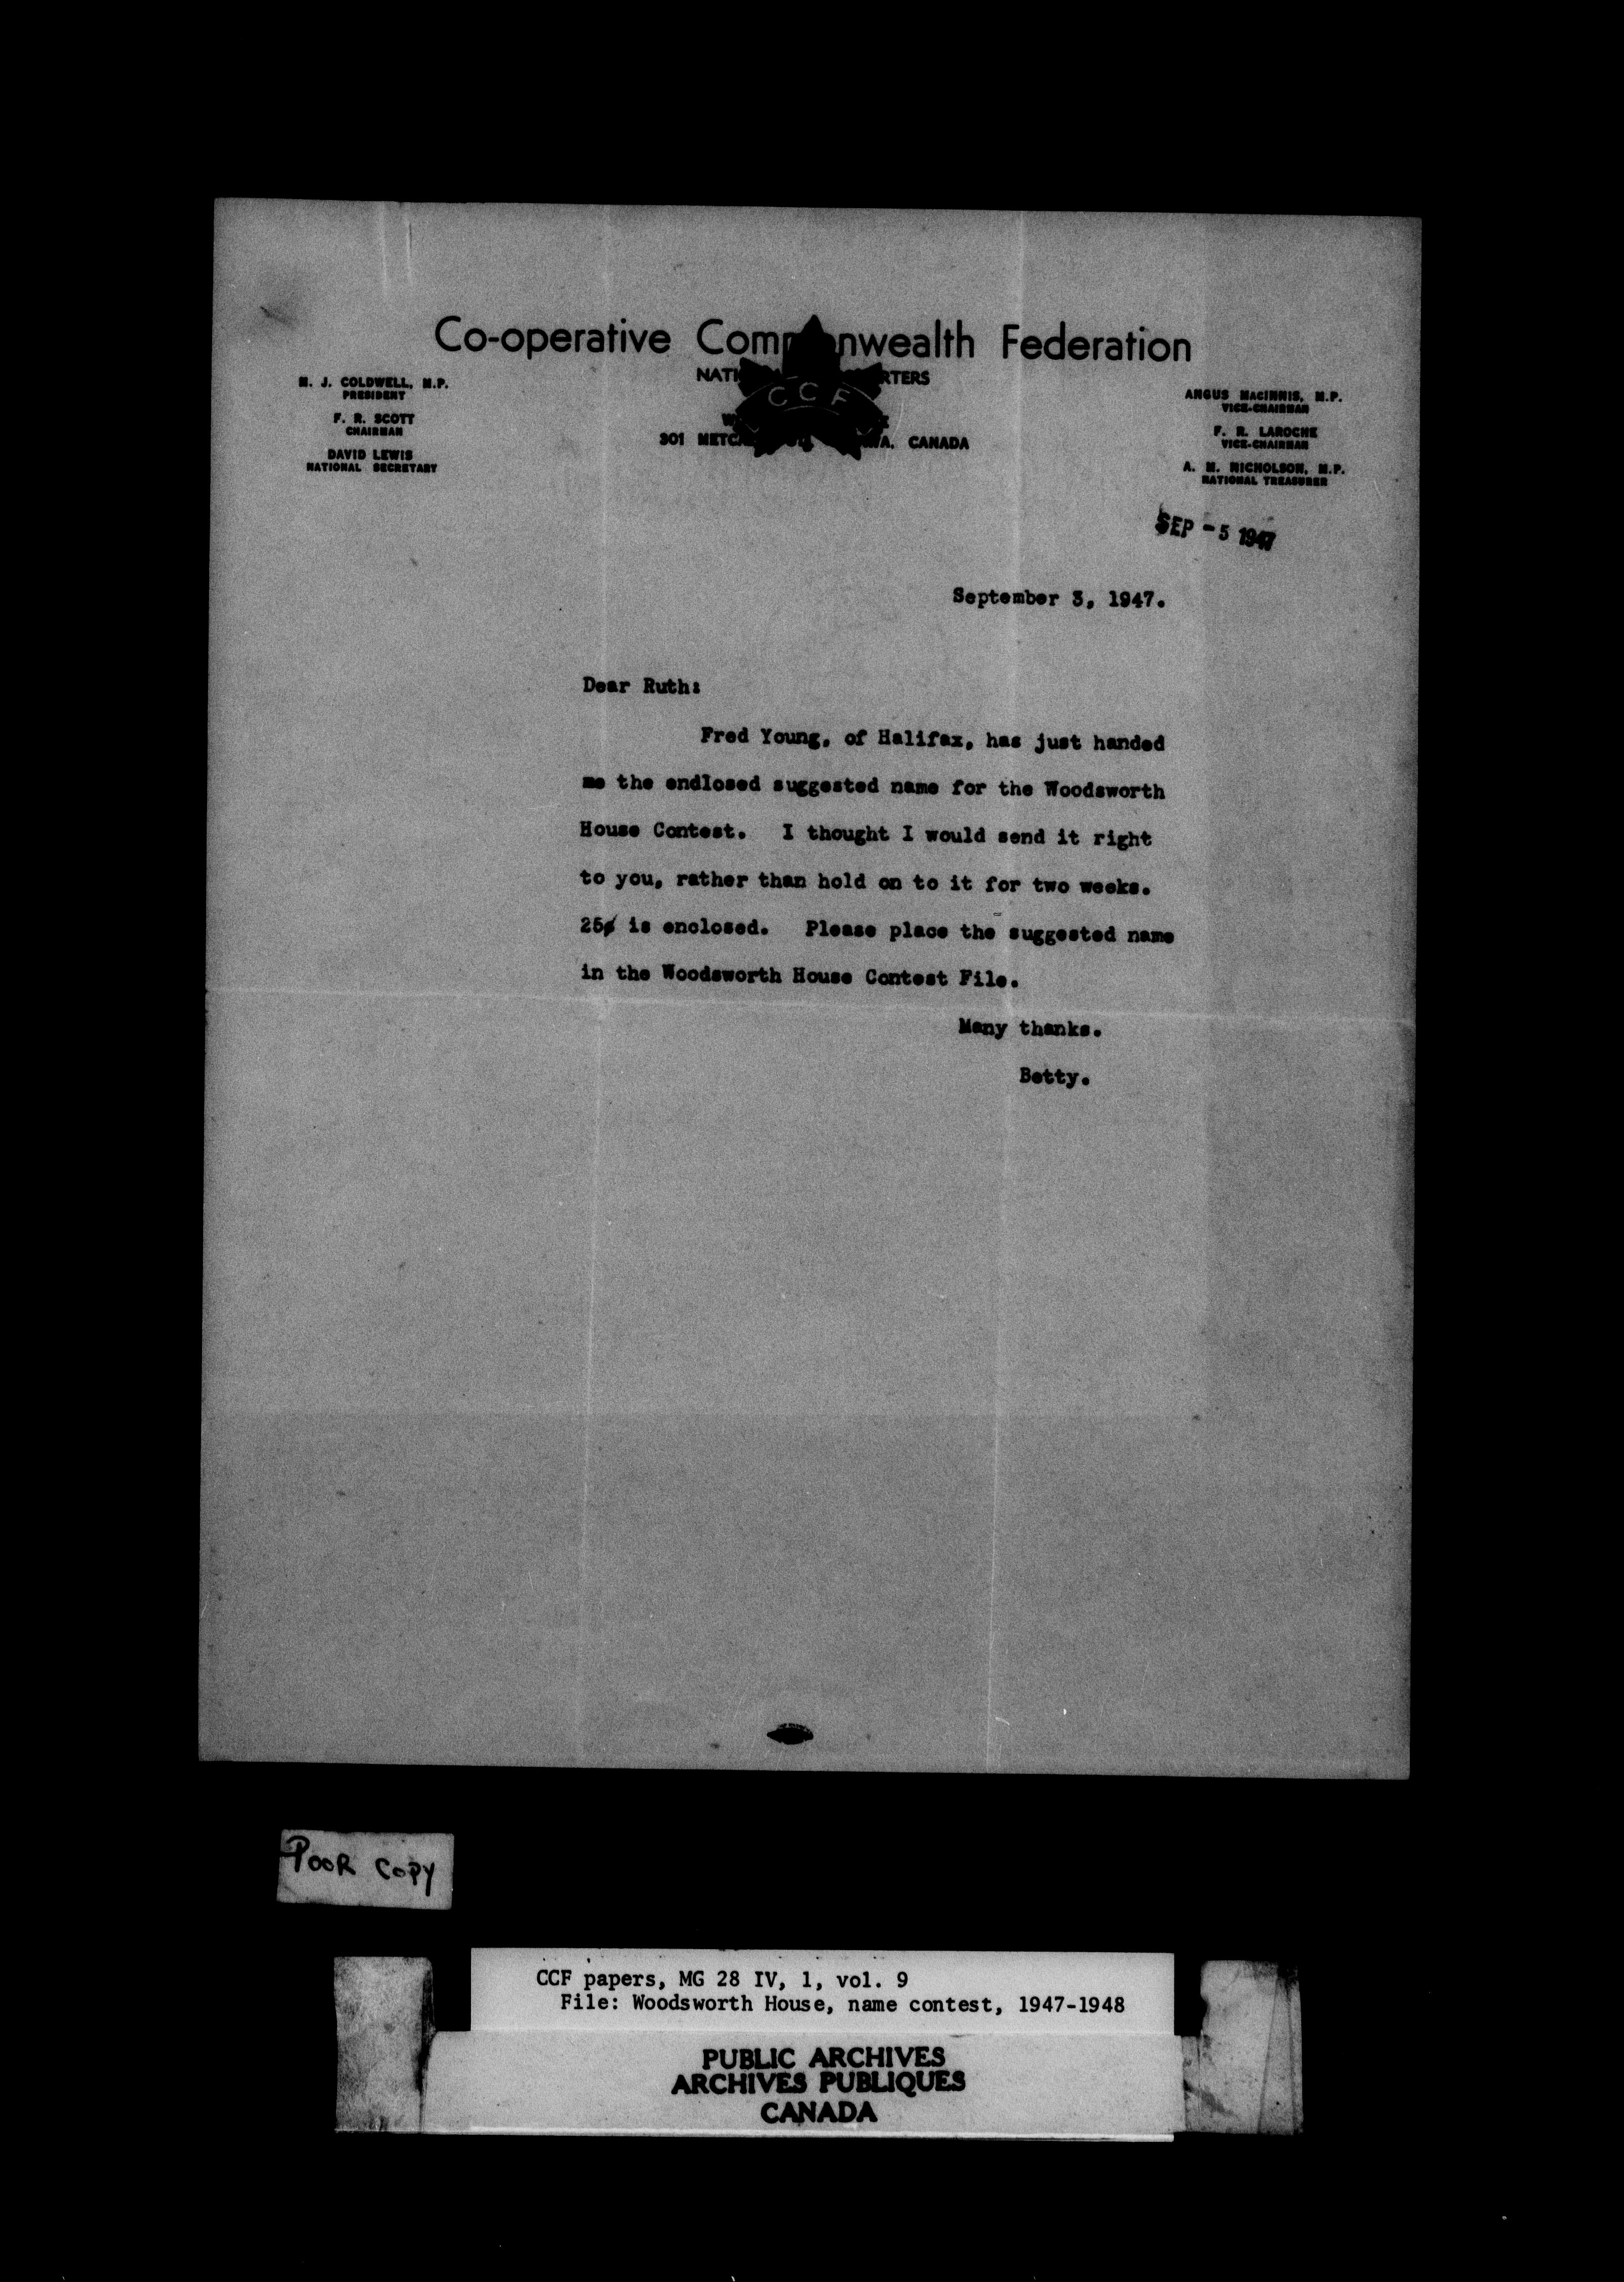 Co-operative Comm nwealth Federation
NATI RTERS
CCF
301 METCA A. CANADA
M. J. COLDWELL, M.P.
PRESIDENT
F. R. SCOTT
CHAIRMAN
DAVID LEWIS
NATIONAL SECRETARY
ANGUS MacINNIS, M.P.
VICE-CHAIRMAN
F. R. LAROCHE
VICE-CHAIRMAN
A. M. NICHOLSON, M.P.
NATIONAL TREASURER
SEP -5 1947
September 3, 1947.
Dear Ruth:
Fred Young, of Halifax, has just handed
me the endlosed suggested name for the Woodsworth
House Contest. I thought I would send it right
to you, rather than hold on to it for two weeks.
25¢ is enclosed. Please place the suggested name
in the Woodsworth House Contest File.
Many thanks.
Betty.
POOR COPY
CCF papers, MG 28 IV, 1, vol. 9
File: Woodsworth House, name contest, 1947-1948
PUBLIC ARCHIVES
ARCHIVES PUBLIQUES
CANADA